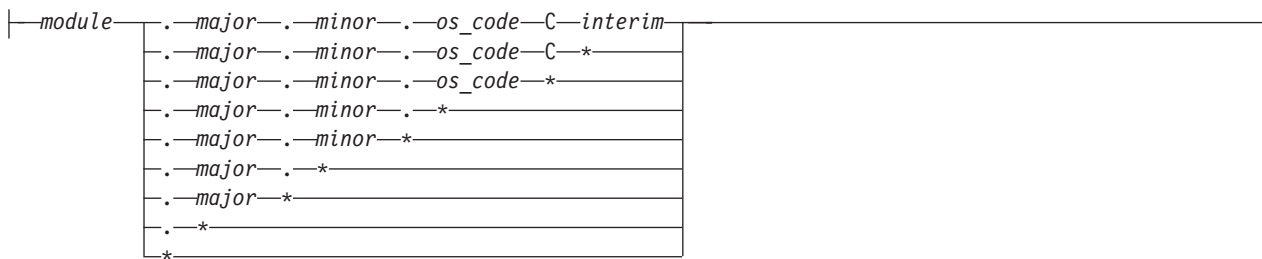 module . major . minor . os_code C interim
. major . minor . os_code C *
. major . minor . os_code *
. major . minor . *
. major . minor *
. major . *
. major *
. *
*